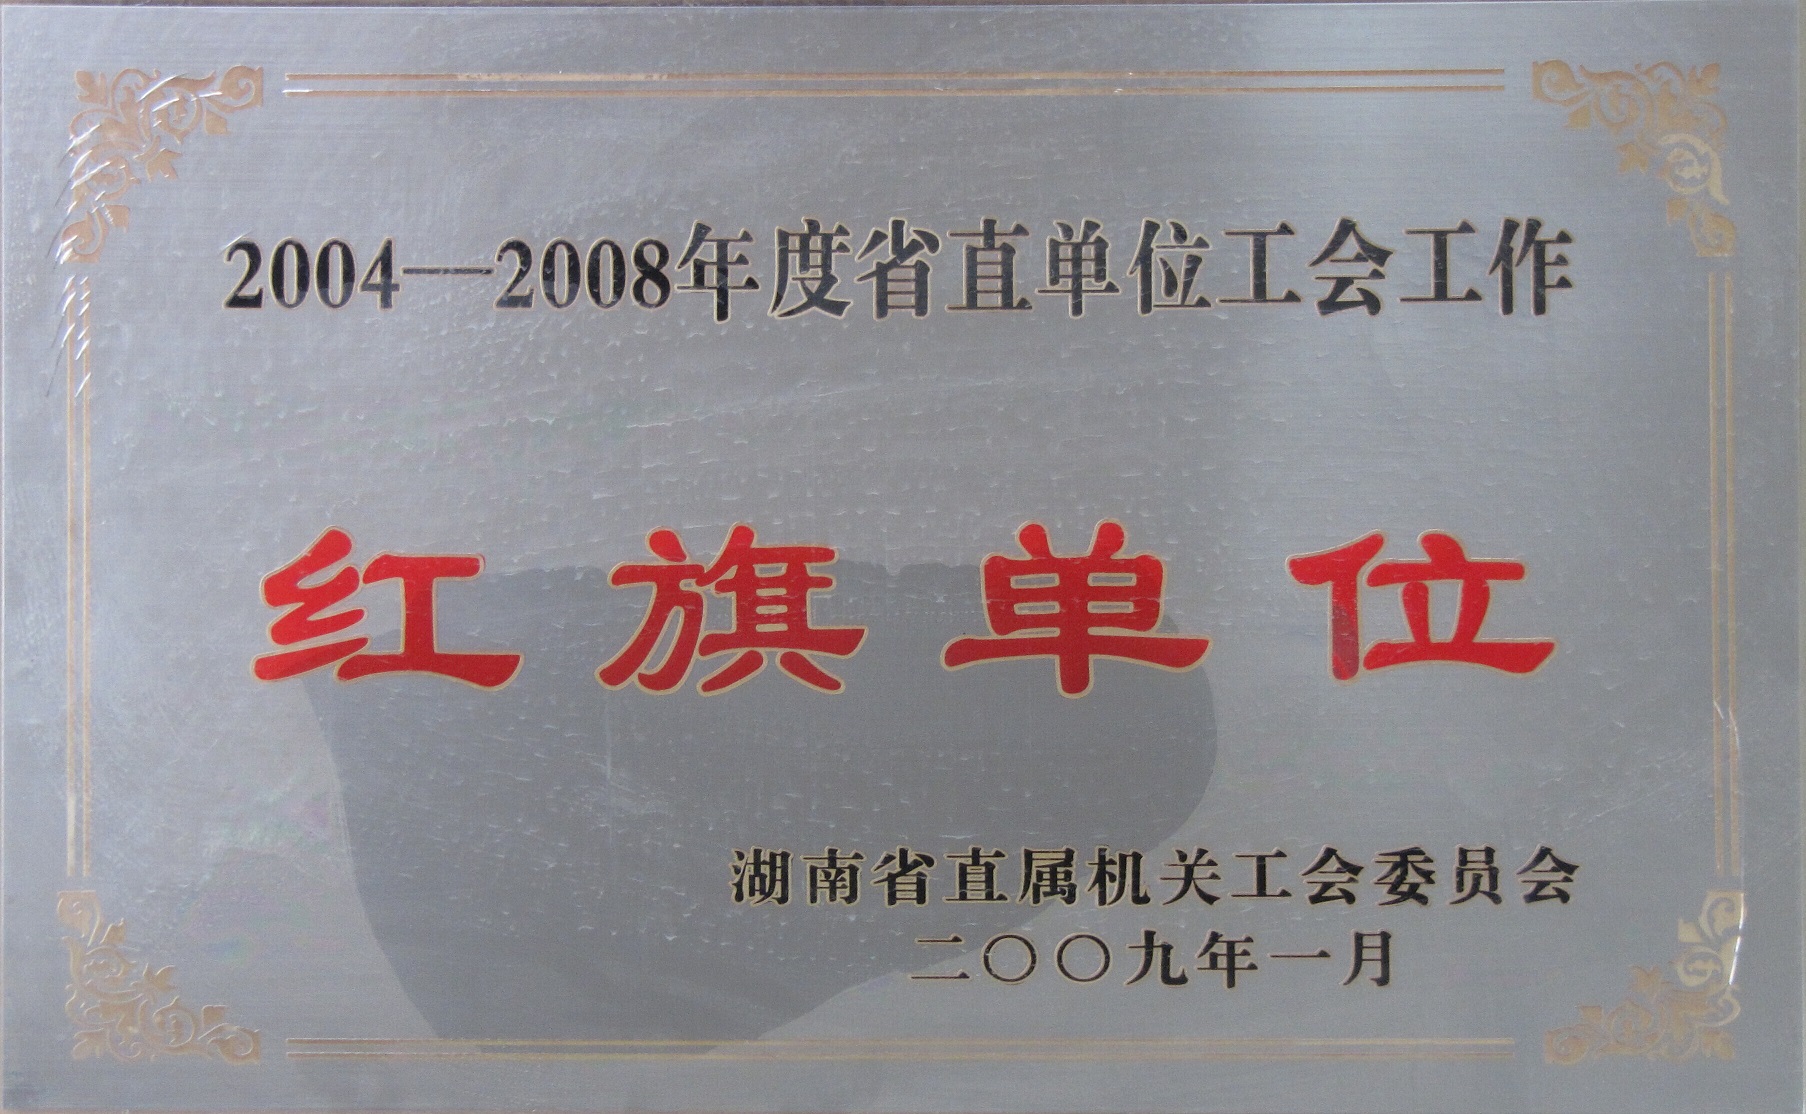 2004—2008年度省直单位工会工作
红旗单位
湖南省直属机关工会委员会
二〇〇九年一月